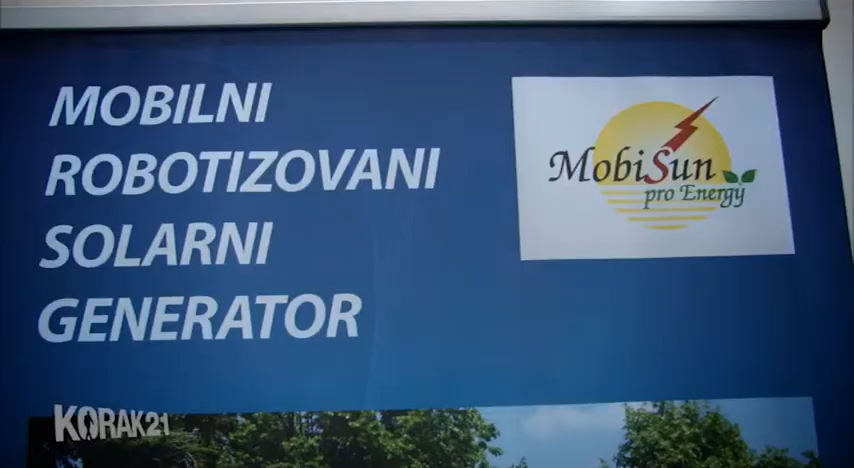 MOBILNI
ROBOTIZOVANI
SOLARNI
GENERATOR
MobiSun
pro Energy
KORAK21